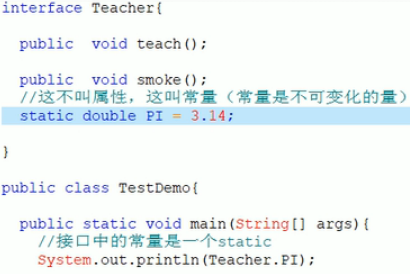 interface Teacher{
public void teach();
public void smoke();
//这不叫属性，这叫常量（常量是不可变化的量）
static double PI = 3.14;
}
public class TestDemo{
public static void main(String[] args){
//接口中的常量是一个static
System.out.println(Teacher.PI);